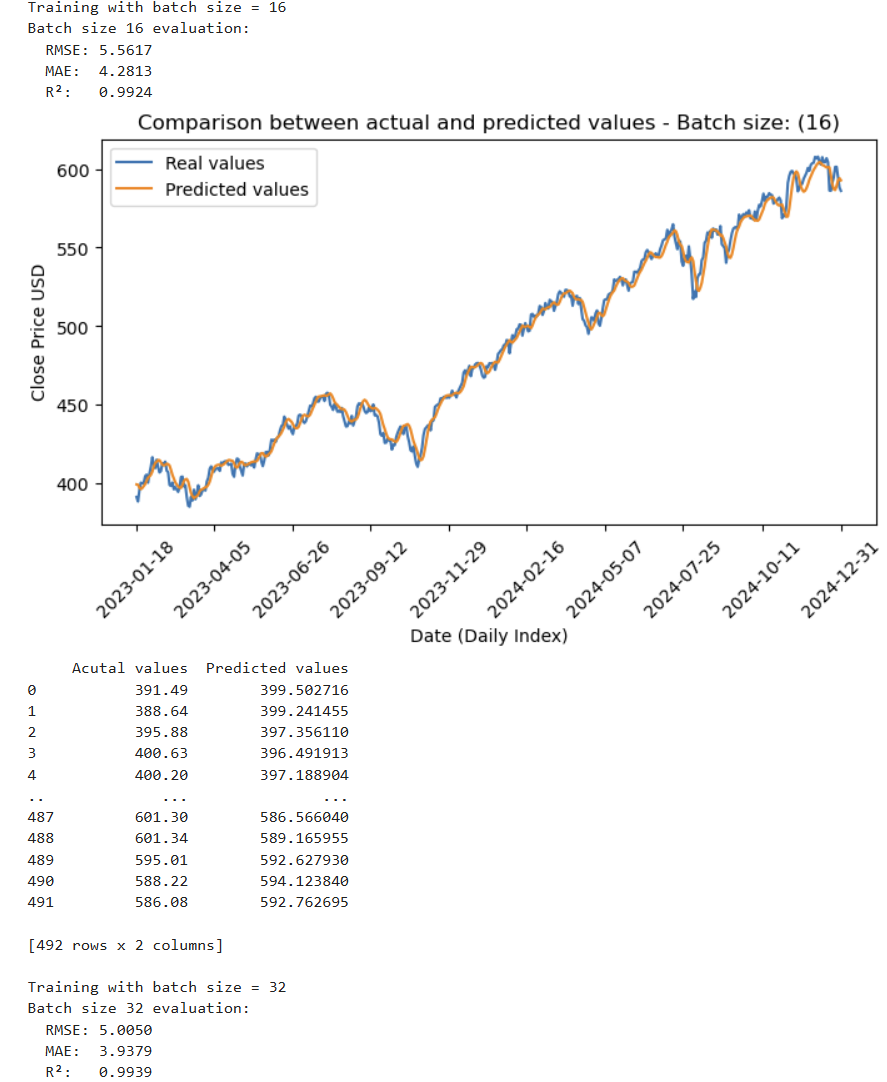 Training with batch size = 16
Batch size 16 evaluation:
RMSE: 5.5617
MAE: 4.2813
R²: 0.9924
Comparison between actual and predicted values - Batch size: (16)
Real values
Predicted values
600
550
500
450
400
Close Price USD
2023-01-18
2023-04-05
2023-06-26
2023-09-12
2023-11-29
2024-02-16
2024-05-07
2024-07-25
2024-10-11
2024-12-31
Date (Daily Index)
Acutal values Predicted values
0 391.49 399.502716
1 388.64 399.241455
2 395.88 397.356110
3 400.63 396.491913
4 400.20 397.188904
.. ... ...
487 601.30 586.566040
488 601.34 589.165955
489 595.01 592.627930
490 588.22 594.123840
491 586.08 592.762695
[492 rows x 2 columns]
Training with batch size = 32
Batch size 32 evaluation:
RMSE: 5.0050
MAE: 3.9379
R²: 0.9939